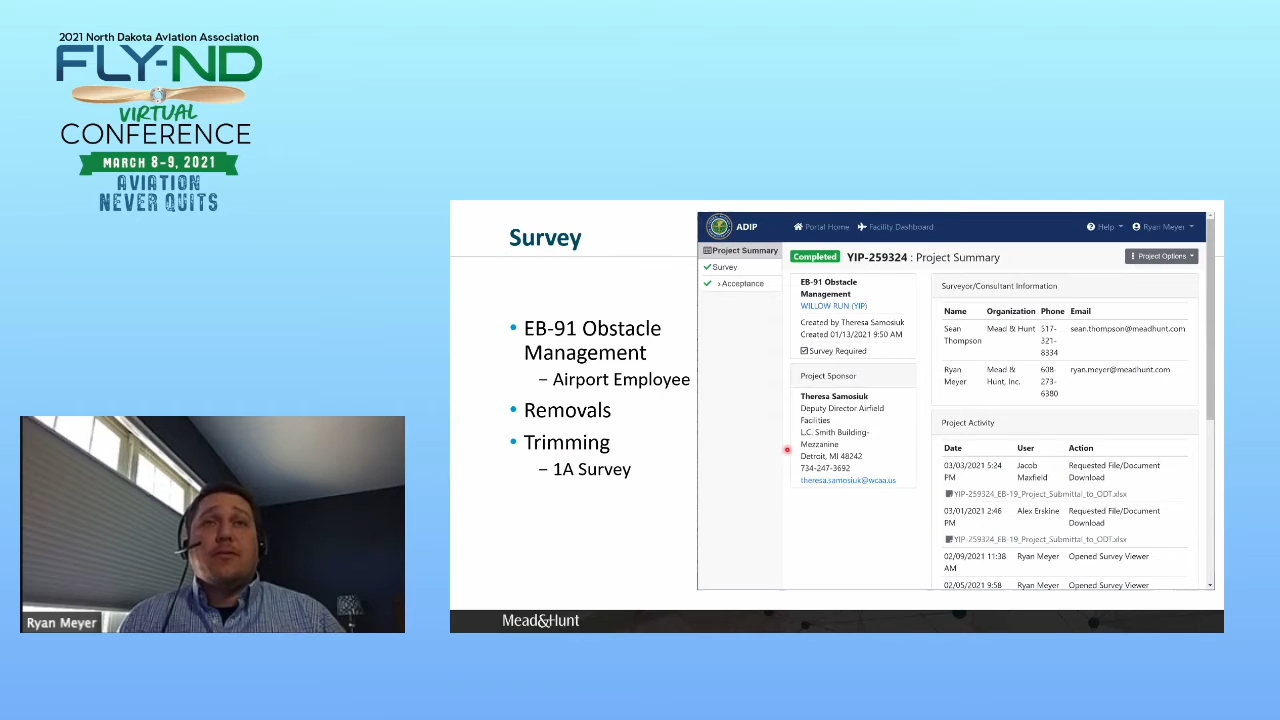 2021 North Dakota Aviation Association
FLY-ND
VIRTUAL
CONFERENCE
MARCH 8-9, 2021
AVIATION
NEVER QUITS
Ryan Meyer
Survey
• EB-91 Obstacle
Management
– Airport Employee
• Removals
• Trimming
– 1A Survey
ADIP
Portal Home
Facility Dashboard
Help
Ryan Meyer
Project Summary
Survey
› Acceptance
Completed
YIP-259324 : Project Summary
Project Options
EB-91 Obstacle
Management
WILLOW RUN (YIP)
Created by Theresa Samosiuk
Created 01/13/2021 9:50 AM
Survey Required
Project Sponsor
Theresa Samosiuk
Deputy Director Airfield
Facilities
L.C. Smith Building-
Mezzanine
Detroit, MI 48242
734-247-3692
theresa.samosiuk@wcaa.us
Surveyor/Consultant Information
Name Organization Phone Email
Sean Mead & Hunt 517- sean.thompson@meadhunt.com
Thompson 321-
8334
Ryan Mead & 608- ryan.meyer@meadhunt.com
Meyer Hunt, Inc. 273-
6380
Project Activity
Date User Action
03/03/2021 5:24 Jacob Requested File/Document
PM Maxfield Download
YIP-259324_EB-19_Project_Submittal_to_ODT.xlsx
03/01/2021 2:46 Alex Erskine Requested File/Document
PM Download
YIP-259324_EB-19_Project_Submittal_to_ODT.xlsx
02/09/2021 11:38 Ryan Meyer Opened Survey Viewer
AM
02/05/2021 9:58 Ryan Meyer Opened Survey Viewer
Mead&Hunt